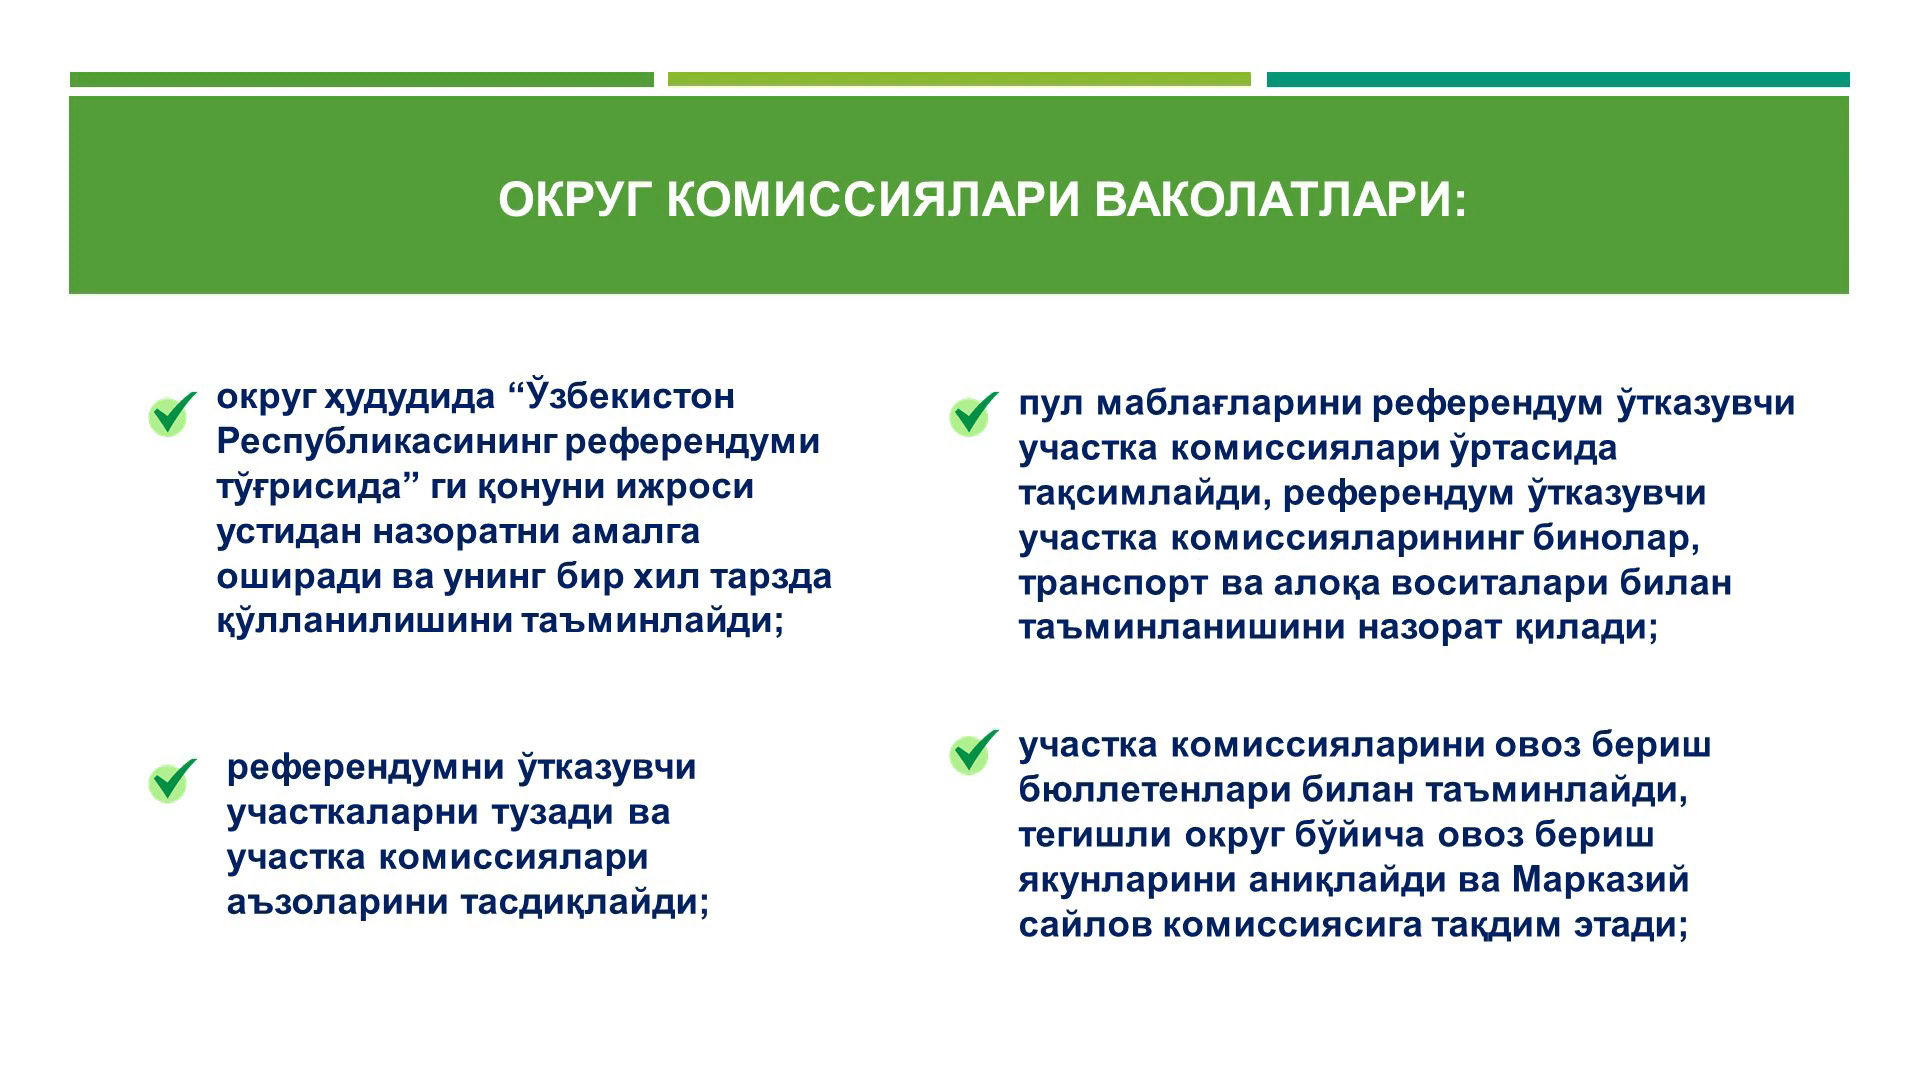 ОКРУГ КОМИССИЯЛАРИ ВАКОЛАТЛАРИ:
округ ҳудудида “Ўзбекистон
Республикасининг референдуми
тўғрисида” ги қонуни ижроси
устидан назоратни амалга
оширади ва унинг бир хил тарзда
қўлланилишини таъминлайди;
референдумни ўтказувчи
участкаларни тузади ва
участка комиссиялари
аъзоларини тасдиқлайди;
пул маблағларини референдум ўтказувчи
участка комиссиялари ўртасида
тақсимлайди, референдум ўтказувчи
участка комиссияларининг бинолар,
транспорт ва алоқа воситалари билан
таъминланишини назорат қилади;
участка комиссияларини овоз бериш
бюллетенлари билан таъминлайди,
тегишли округ бўйича овоз бериш
якунларини аниқлайди ва Марказий
сайлов комиссиясига тақдим этади;